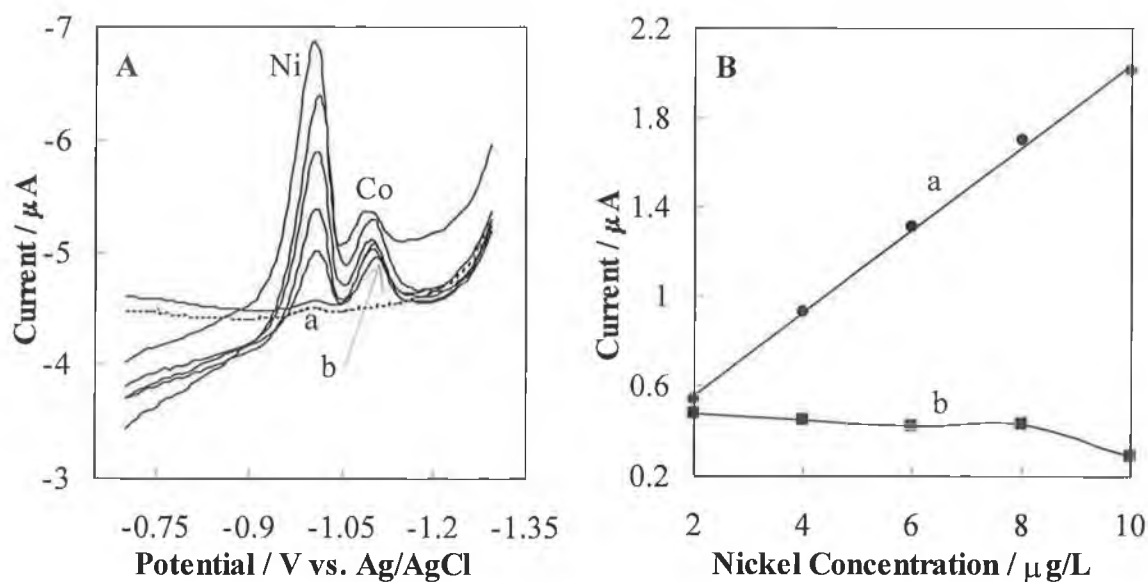 A
Ni
Co
a
b
-7
-6
-5
-4
-3
Current / μA
-0.75 -0.9 -1.05 -1.2 -1.35
Potential / V vs. Ag/AgCl
B
a
b
2.2
1.8
1.4
1
0.6
0.2
Current / μA
2 4 6 8 10
Nickel Concentration / μg/L